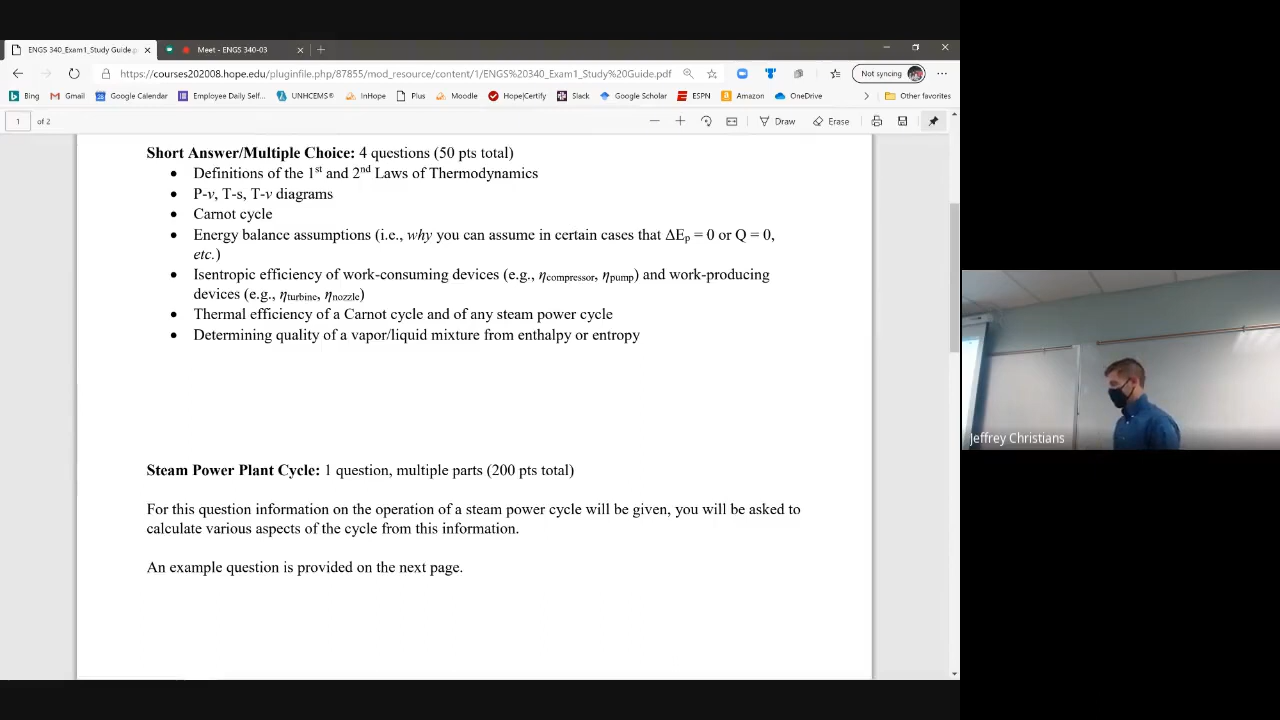 ENGS 340_Exam1_Study Guide.p
Meet - ENGS 340-03
https://courses202008.hope.edu/pluginfile.php/87855/mod_resource/content/1/ENGS%20340_Exam1_Study%20Guide.pdf
Not syncing
Bing Gmail Google Calendar Employee Daily Self... UNHCEMS® InHope Plus Moodle Hope|Certify Slack Google Scholar ESPN Amazon OneDrive Other favorites
1 of 2 Draw Erase
Short Answer/Multiple Choice: 4 questions (50 pts total)
• Definitions of the 1st and 2nd Laws of Thermodynamics
• P-v, T-s, T-v diagrams
• Carnot cycle
• Energy balance assumptions (i.e., why you can assume in certain cases that ΔEp = 0 or Q = 0,
etc.)
• Isentropic efficiency of work-consuming devices (e.g., ηcompressor, ηpump) and work-producing
devices (e.g., ηturbine, ηnozzle)
• Thermal efficiency of a Carnot cycle and of any steam power cycle
• Determining quality of a vapor/liquid mixture from enthalpy or entropy
Jeffrey Christians
Steam Power Plant Cycle: 1 question, multiple parts (200 pts total)
For this question information on the operation of a steam power cycle will be given, you will be asked to
calculate various aspects of the cycle from this information.
An example question is provided on the next page.